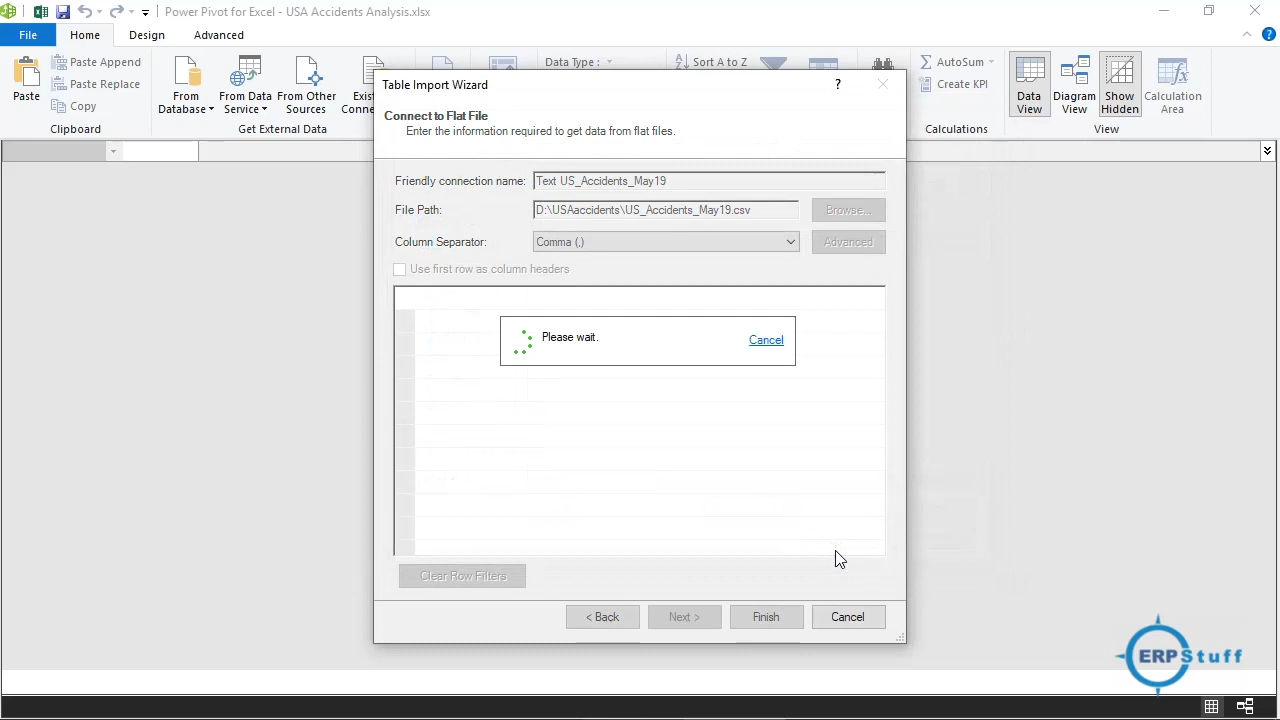 Power Pivot for Excel - USA Accidents Analysis.xlsx
File Home Design Advanced
Paste
Paste Append
Paste Replace
Copy
Clipboard
From Database
From Data Service
From Other Sources
Get External Data
Data Type :
Sort A to Z
AutoSum
Create KPI
Calculations
Data View
Diagram View
Show Hidden
Calculation Area
View
Table Import Wizard
?
Connect to Flat File
Enter the information required to get data from flat files.
Friendly connection name: Text US_Accidents_May19
File Path: D:\USAaccidents\US_Accidents_May19.csv Browse...
Column Separator: Comma (,) Advanced
Use first row as column headers
Please wait. Cancel
Clear Row Filters
< Back Next > Finish Cancel
ERPStuff